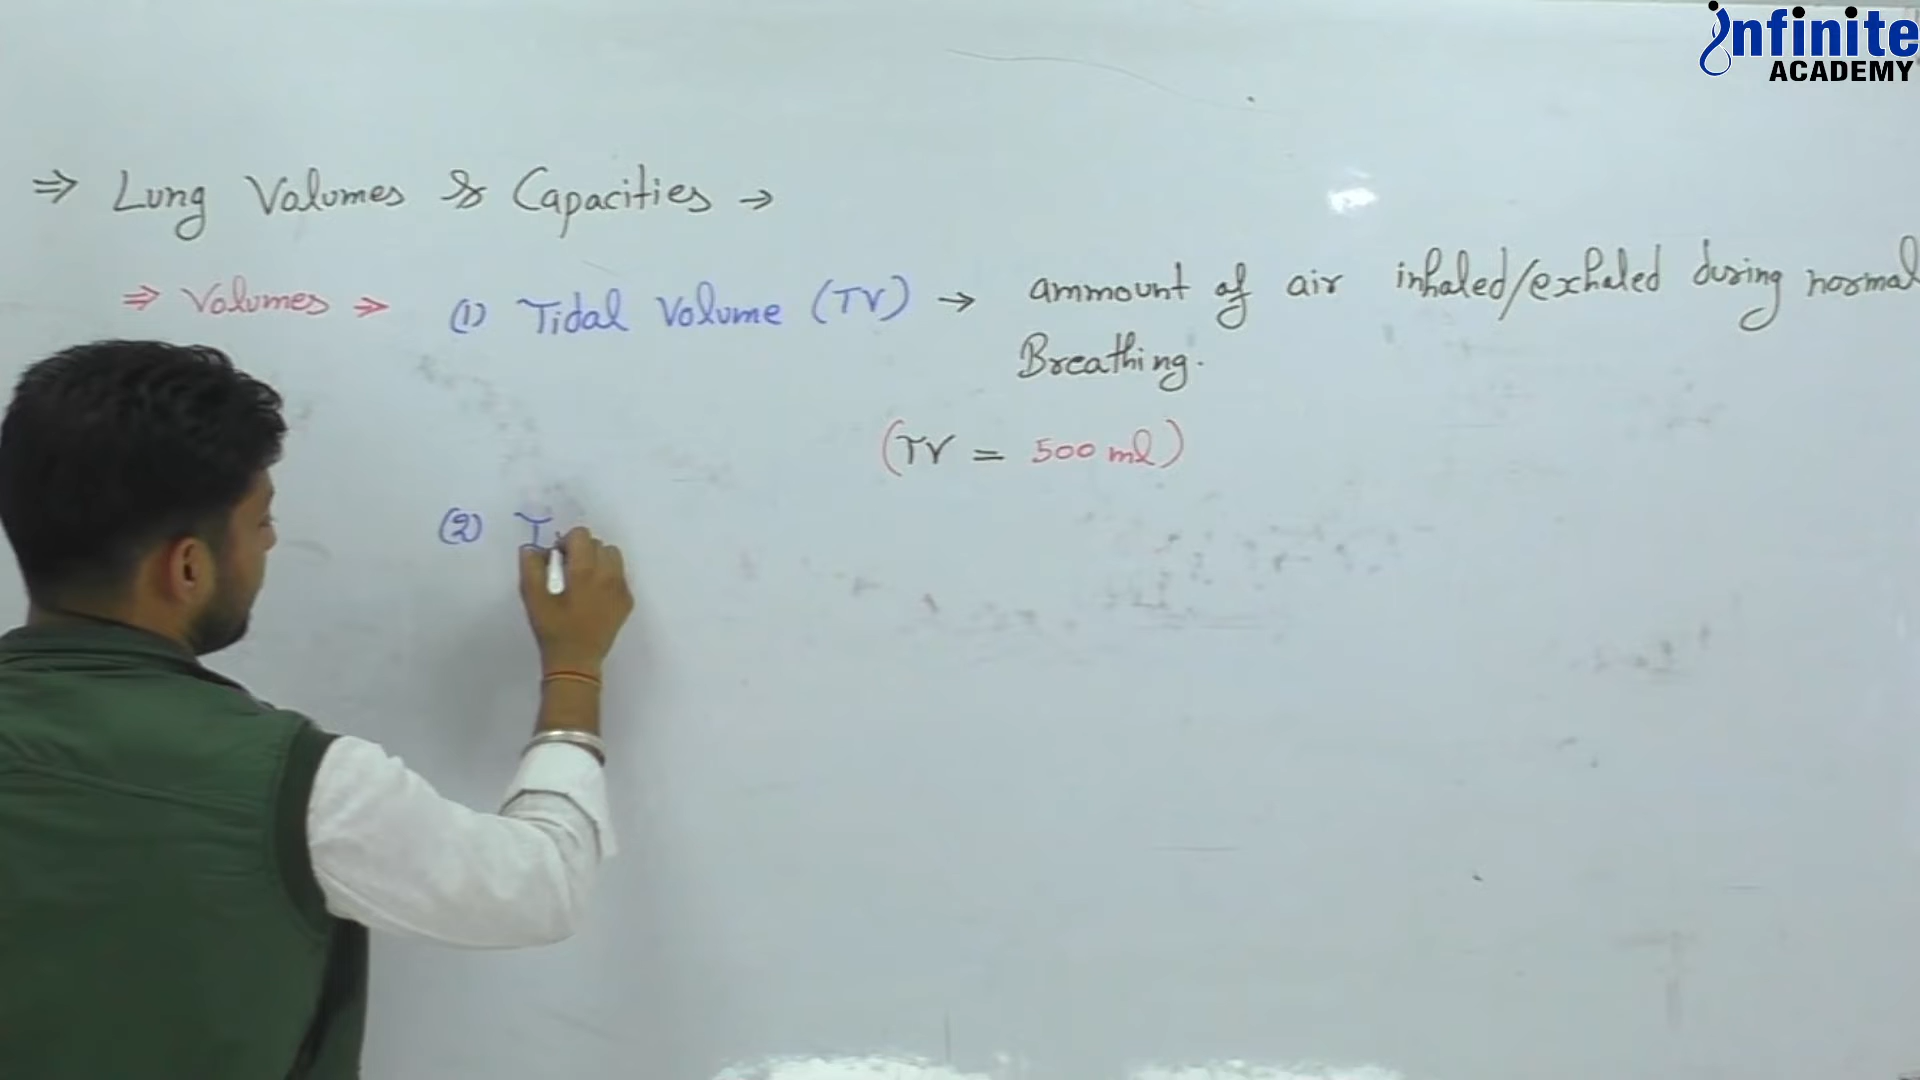 infinite
ACADEMY
⇒ Lung Volumes & Capacities →
⇒ Volumes → (1) Tidal Volume (TV) → ammount of air inhaled/exhaled during normal
Breathing.
(TV = 500 ml)
(2)